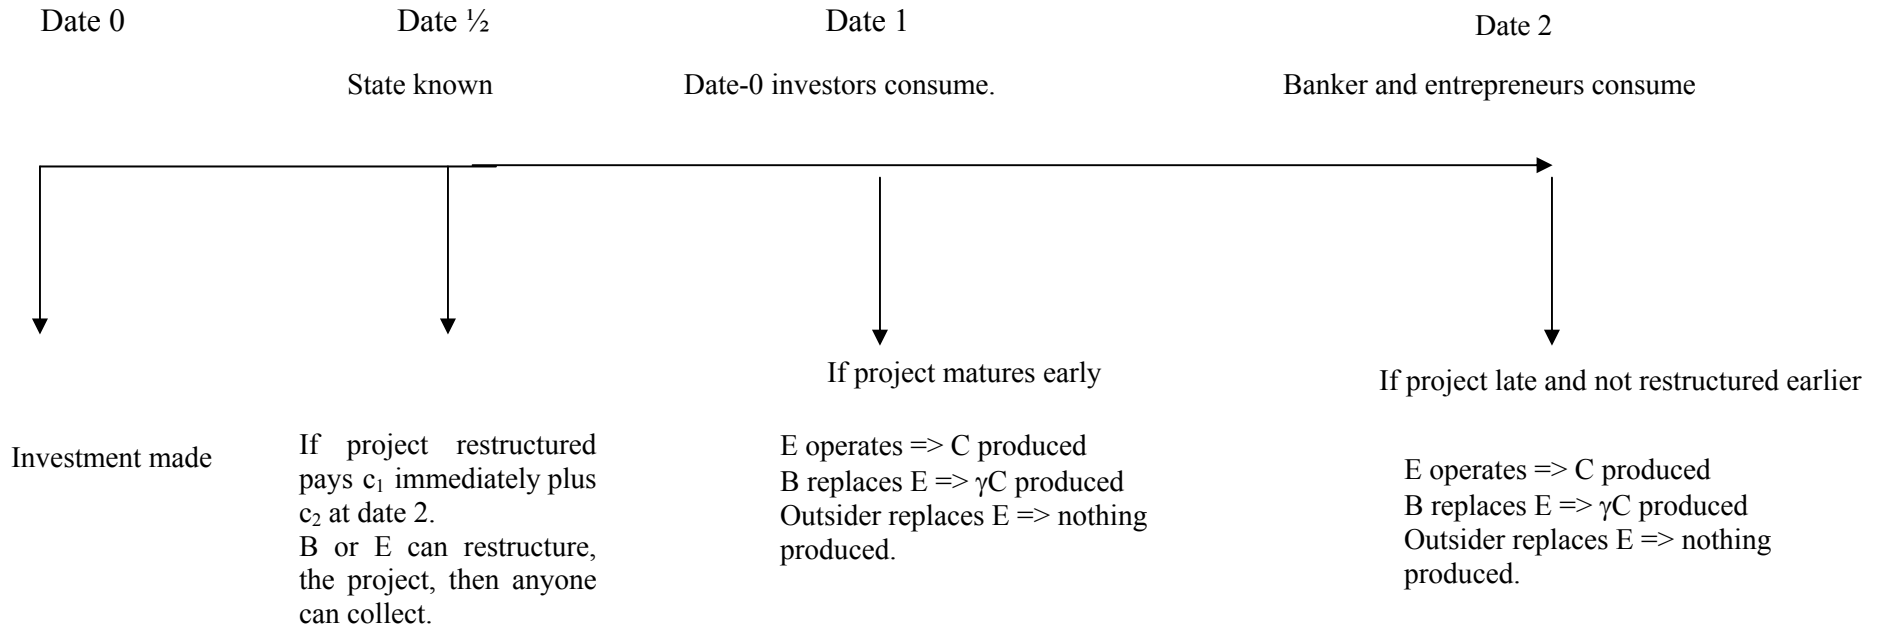 Date 0
Date ½
Date 1
Date 2
State known
Date-0 investors consume.
Banker and entrepreneurs consume
Investment made
If project restructured
pays c₁ immediately plus
c₂ at date 2.
B or E can restructure,
the project, then anyone
can collect.
If project matures early
E operates => C produced
B replaces E => γC produced
Outsider replaces E => nothing
produced.
If project late and not restructured earlier
E operates => C produced
B replaces E => γC produced
Outsider replaces E => nothing
produced.